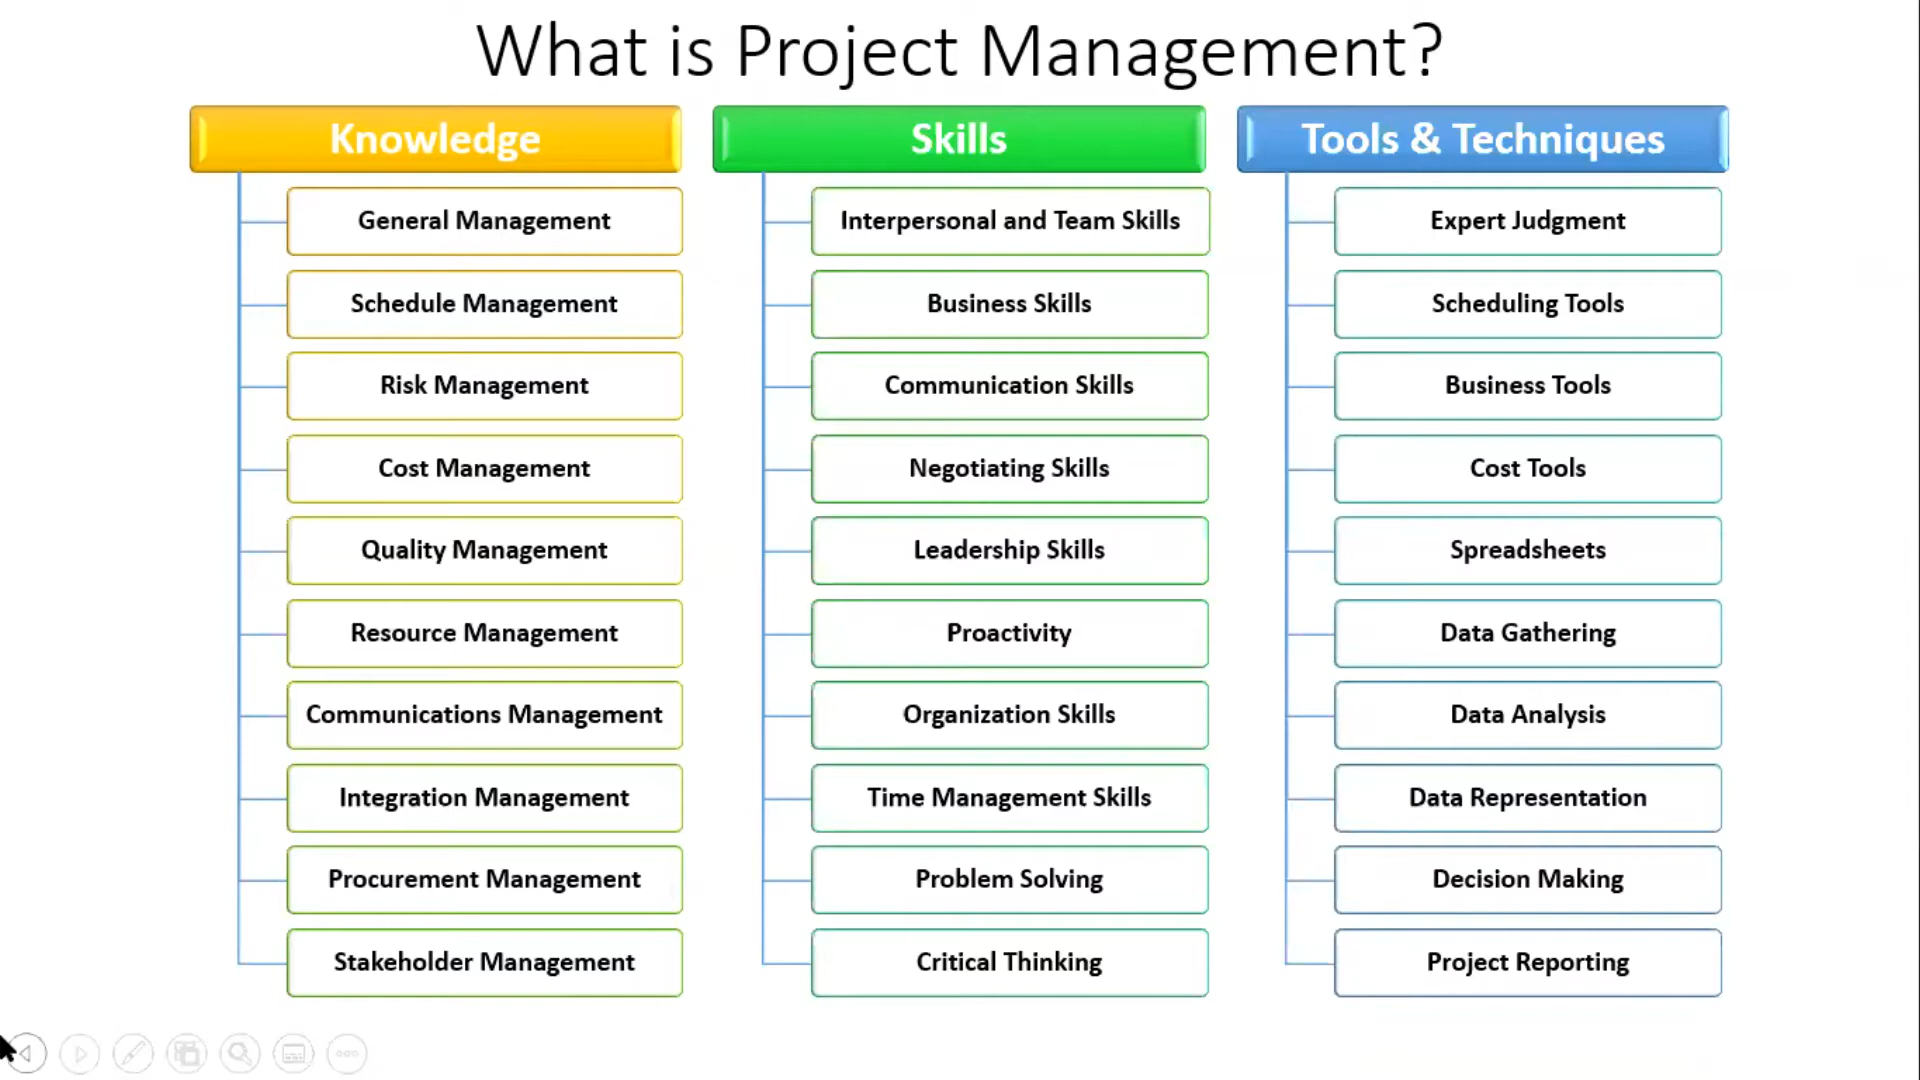 What is Project Management?
Knowledge
General Management
Schedule Management
Risk Management
Cost Management
Quality Management
Resource Management
Communications Management
Integration Management
Procurement Management
Stakeholder Management
Skills
Interpersonal and Team Skills
Business Skills
Communication Skills
Negotiating Skills
Leadership Skills
Proactivity
Organization Skills
Time Management Skills
Problem Solving
Critical Thinking
Tools & Techniques
Expert Judgment
Scheduling Tools
Business Tools
Cost Tools
Spreadsheets
Data Gathering
Data Analysis
Data Representation
Decision Making
Project Reporting